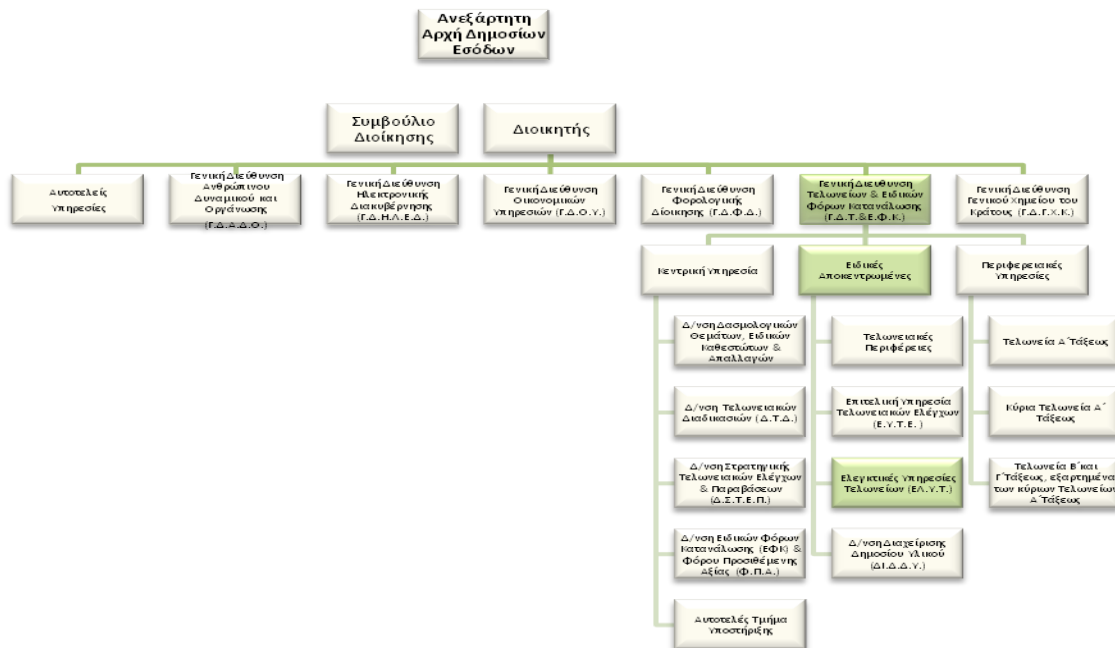 Ανεξάρτητη
Αρχή Δημοσίων
Εσόδων
Συμβούλιο
Διοίκησης
Διοικητής
Αυτοτελείς
Υπηρεσίες
Γενική Διεύθυνση
Ανθρώπινου
Δυναμικού και
Οργάνωσης
(Γ.Δ.Α.Δ.Ο.)
Γενική Διεύθυνση
Ηλεκτρονικής
Διακυβέρνησης
(Γ.Δ.Η.Λ.Ε.Δ.)
Γενική Διεύθυνση
Οικονομικών
Υπηρεσιών (Γ.Δ.Ο.Υ.)
Γενική Διεύθυνση
Φορολογικής
Διοίκησης (Γ.Δ.Φ.Δ.)
Γενική Διευθυνση
Τελωνείων & Ειδικών
Φόρων Κατανάλωσης
(Γ.Δ.Τ.&Ε.Φ.Κ.)
Γενική Διεύθυνση
Γενικού Χημείου του
Κράτους (Γ.Δ.Γ.Χ.Κ.)
Κεντρική Υπηρεσία
Ειδικές
Αποκεντρωμένες
Περιφερειακές
Υπηρεσίες
Δ/νση Δασμολογικών
Θεμάτων, Ειδικών
Καθεστώτων &
Απαλλαγών
Τελωνειακές
Περιφέρειες
Τελωνεία Α΄Τάξεως
Δ/νση Τελωνειακών
Διαδικασιών (Δ.Τ.Δ.)
Επιτελική Υπηρεσία
Τελωνειακών Ελέγχων
(Ε.Υ.Τ.Ε. )
Κύρια Τελωνεία Α΄
Τάξεως
Δ/νση Στρατηγικής
Τελωνειακών Ελέγχων
& Παραβάσεων
(Δ.Σ.Τ.Ε.Π.)
Ελεγκτικές Υπηρεσίες
Τελωνείων (ΕΛ.Υ.Τ.)
Τελωνεία Β΄και
Γ΄Τάξεως, εξαρτημένα
των κύριων Τελωνείων
Α΄Τάξεως
Δ/νση Ειδικών Φόρων
Κατανάλωσης (ΕΦΚ) &
Φόρου Προσιθέμενης
Αξίας (Φ.Π.Α.)
Δ/νση Διαχείρισης
Δημοσίου Υλικού
(ΔΙ.Δ.Δ.Υ.)
Αυτοτελές Τμήμα
Υποστήριξης